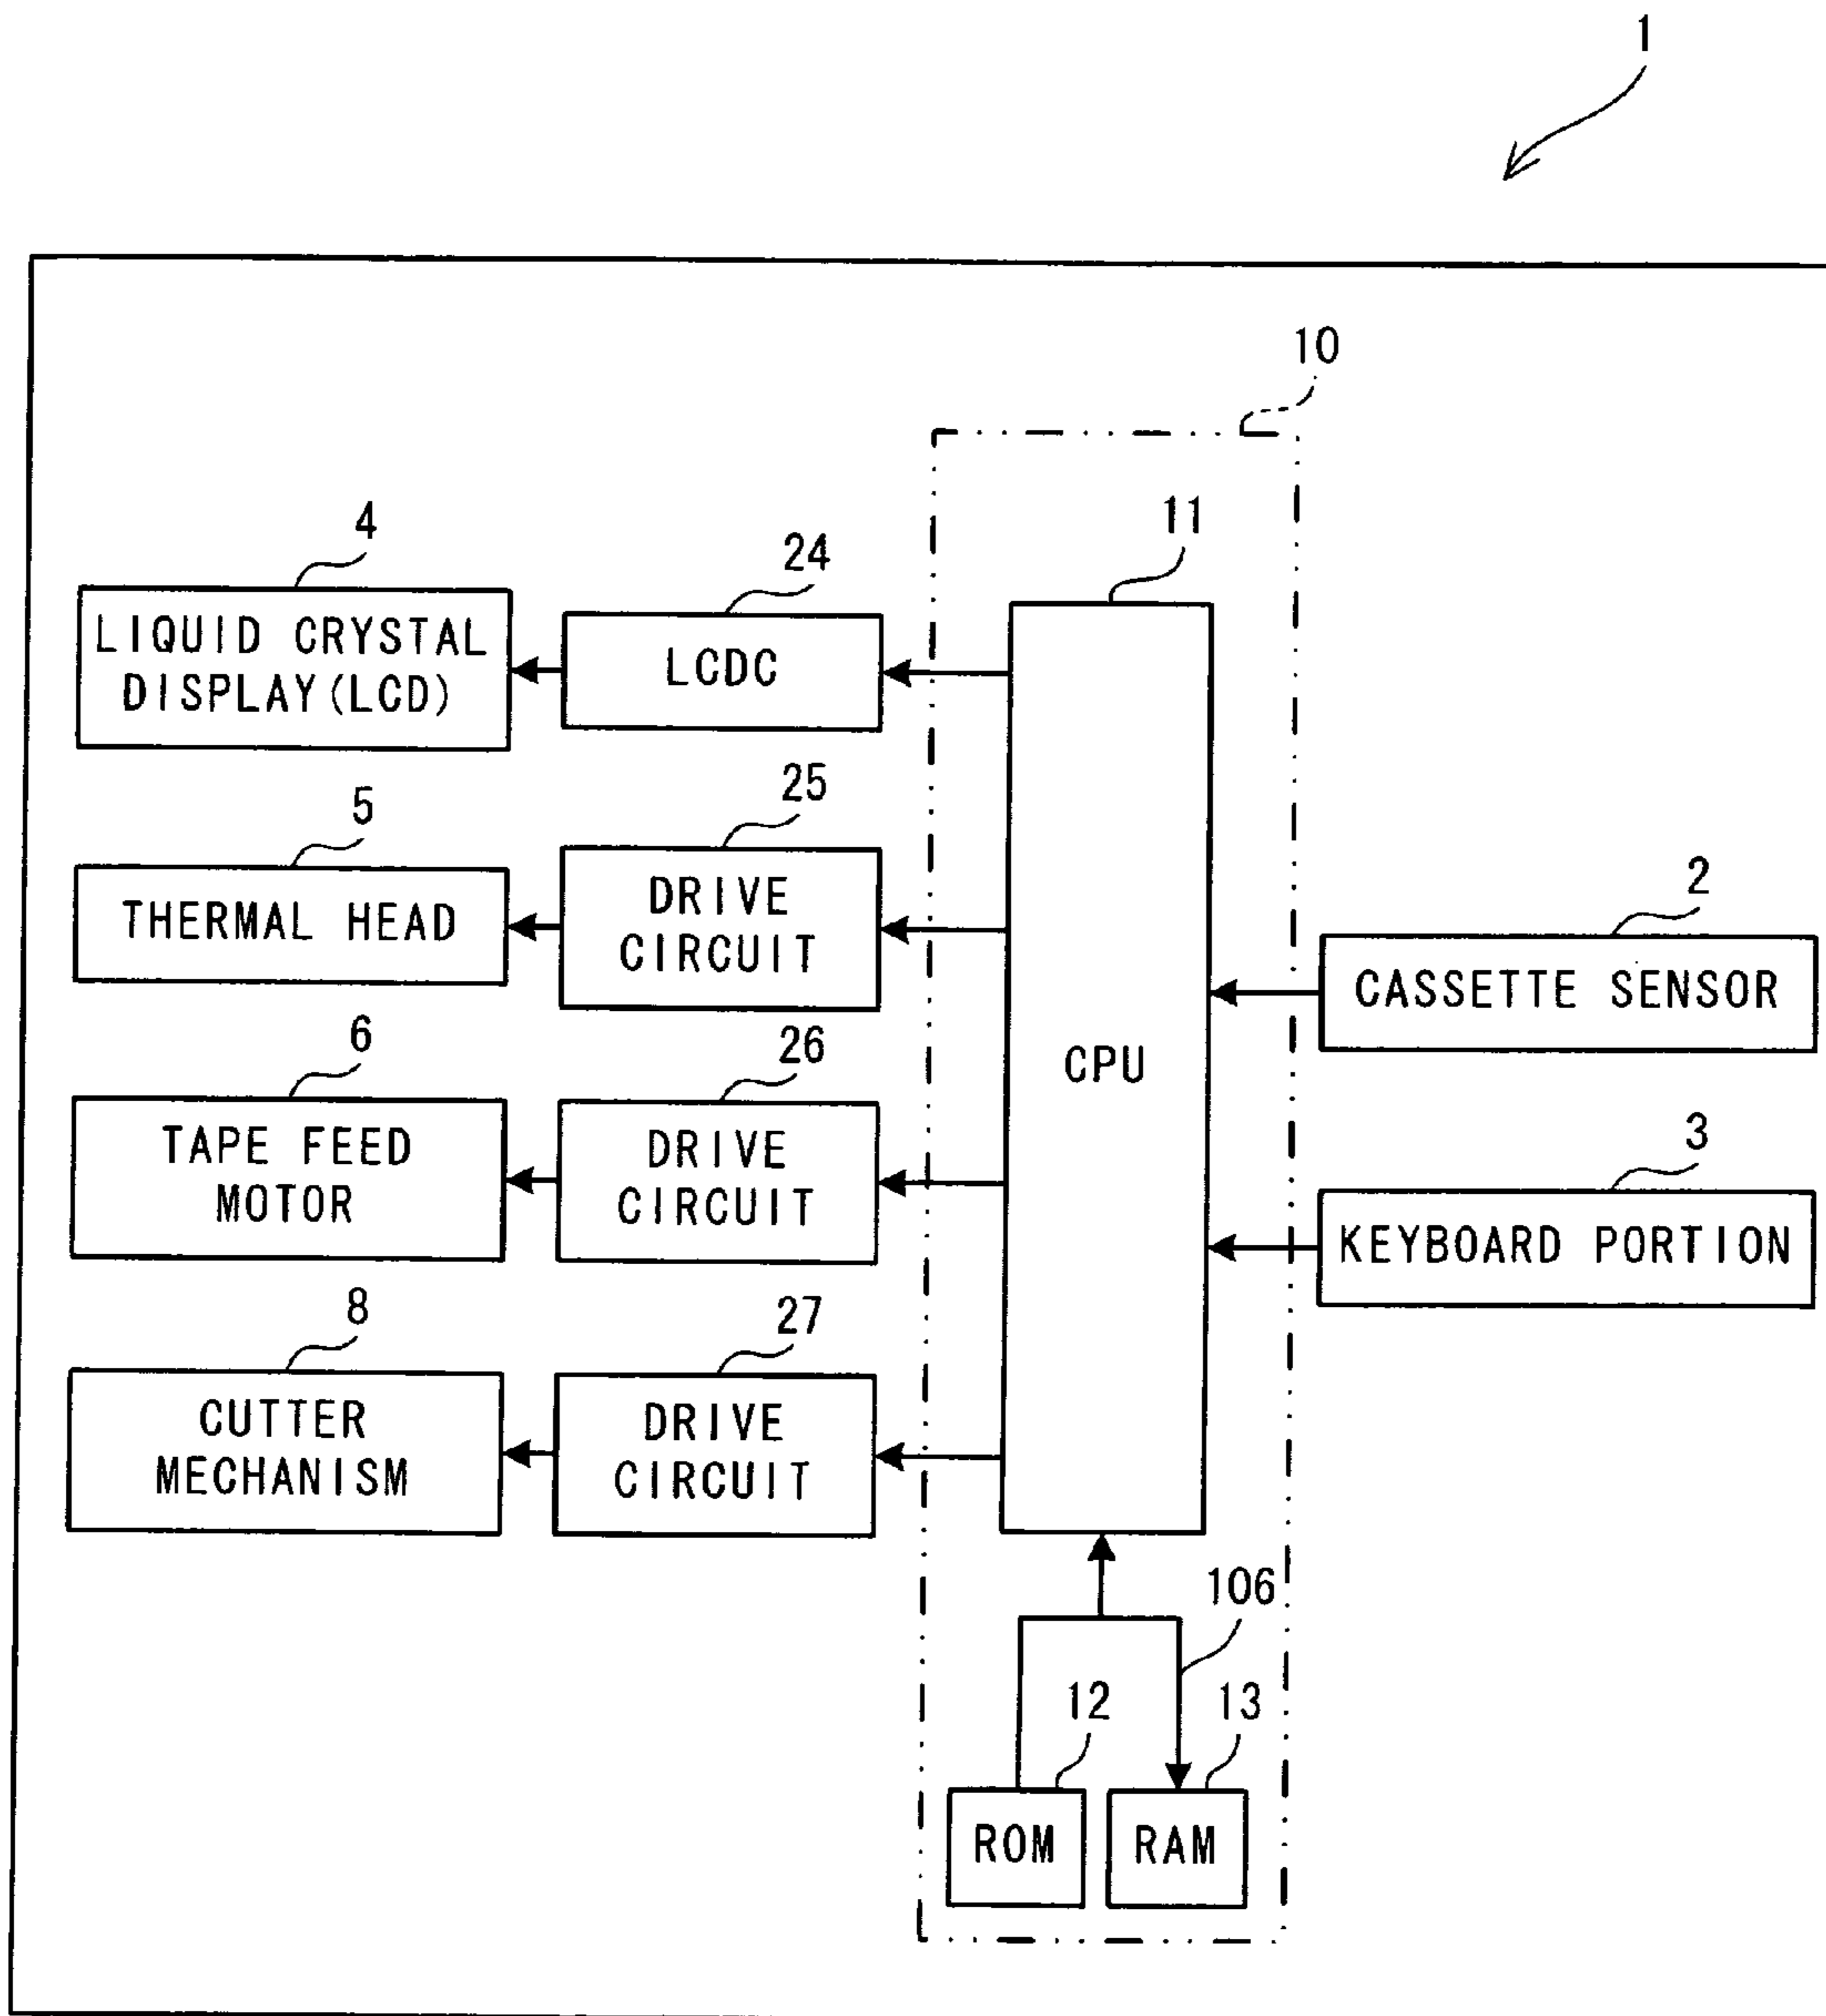 1
10
4
24
11
LIQUID CRYSTAL
DISPLAY(LCD)
LCDC
5
25
THERMAL HEAD
DRIVE
CIRCUIT
2
CASSETTE SENSOR
CPU
6
26
TAPE FEED
MOTOR
DRIVE
CIRCUIT
3
KEYBOARD PORTION
8
27
CUTTER
MECHANISM
DRIVE
CIRCUIT
106
12
13
ROM
RAM